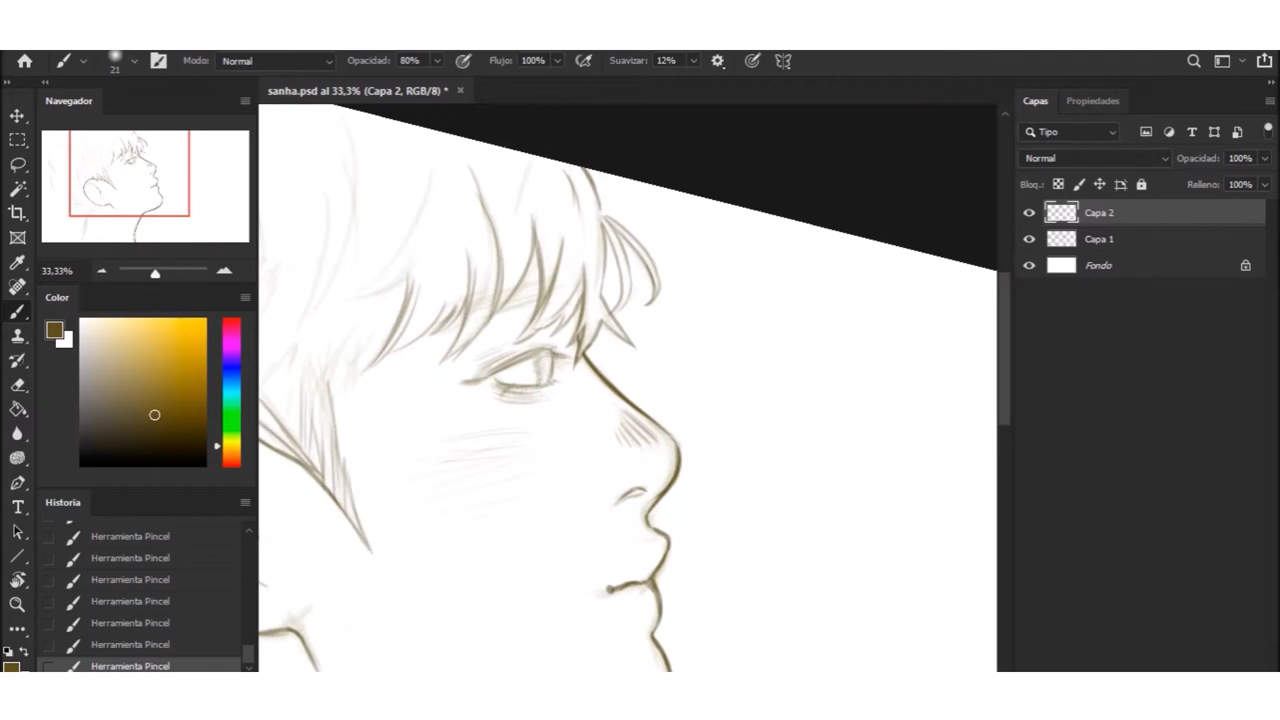 Modo: Normal Opacidad: 80% Flujo: 100% Suavizar: 12%
21
sanha.psd al 33,3% (Capa 2, RGB/8) *
Navegador
33,33%
Color
Historia
Herramienta Pincel
Herramienta Pincel
Herramienta Pincel
Herramienta Pincel
Herramienta Pincel
Herramienta Pincel
Herramienta Pincel
Capas Propiedades
Tipo
Normal Opacidad: 100%
Bloq.: Relleno: 100%
Capa 2
Capa 1
Fondo